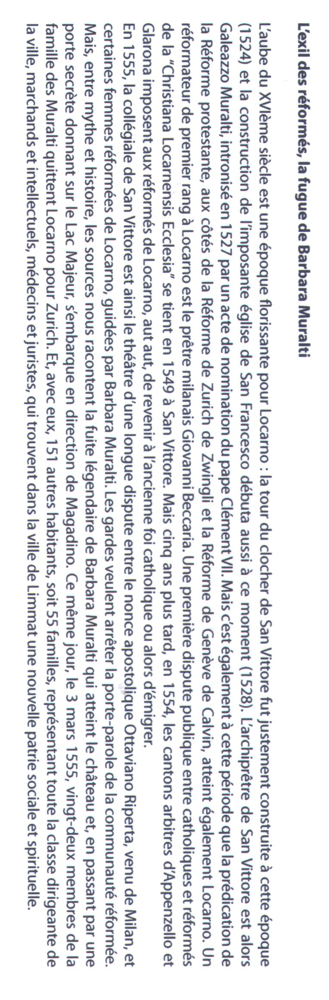 L'exil des réformés, la fugue de Barbara Muralti
L'aube du XVIème siècle est une époque florissante pour Locarno : la tour du clocher de San Vittore fut justement construite à cette époque
(1524) et la construction de l'imposante église de San Francesco débuta aussi à ce moment (1528). L'archiprêtre de San Vittore est alors
Galeazzo Muralti, intronisé en 1527 par un acte de nomination du pape Clément VII. Mais c'est également à cette période que la prédication de
la Réforme protestante, aux côtés de la Réforme de Zurich de Zwingli et la Réforme de Genève de Calvin, atteint également Locarno. Un
réformateur de premier rang à Locarno est le prêtre milanais Giovanni Beccaria. Une première dispute publique entre catholiques et réformés
de la "Christiana Locarnensis Ecclesia" se tient en 1549 à San Vittore. Mais cinq ans plus tard, en 1554, les cantons arbitres d'Appenzello et
Glarona imposent aux réformés de Locarno, aut aut, de revenir à l'ancienne foi catholique ou alors d'émigrer.
En 1555, la collégiale de San Vittore est ainsi le théâtre d'une longue dispute entre le nonce apostolique Ottaviano Riperta, venu de Milan, et
certaines femmes réformées de Locarno, guidées par Barbara Muralti. Les gardes veulent arrêter la porte-parole de la communauté réformée.
Mais, entre mythe et histoire, les sources nous racontent la fuite légendaire de Barbara Muralti qui atteint le château et, en passant par une
porte secrète donnant sur le Lac Majeur, s'embarque en direction de Magadino. Ce même jour, le 3 mars 1555, vingt-deux membres de la
famille des Muralti quittent Locarno pour Zurich. Et, avec eux, 151 autres habitants, soit 55 familles, représentant toute la classe dirigeante de
la ville, marchands et intellectuels, médecins et juristes, qui trouvent dans la ville de Limmat une nouvelle patrie sociale et spirituelle.